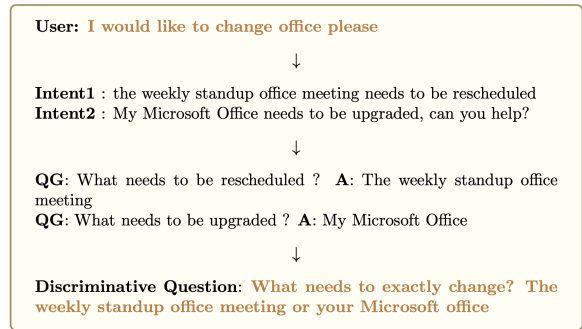 User: I would like to change office please
↓
Intent1 : the weekly standup office meeting needs to be rescheduled
Intent2 : My Microsoft Office needs to be upgraded, can you help?
↓
QG: What needs to be rescheduled ? A: The weekly standup office
meeting
QG: What needs to be upgraded ? A: My Microsoft Office
↓
Discriminative Question: What needs to exactly change? The
weekly standup office meeting or your Microsoft office